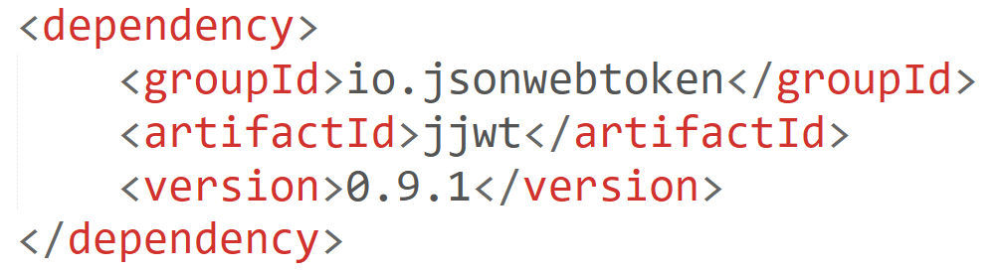 <dependency>
    <groupId>io.jsonwebtoken</groupId>
    <artifactId>jjwt</artifactId>
    <version>0.9.1</version>
</dependency>